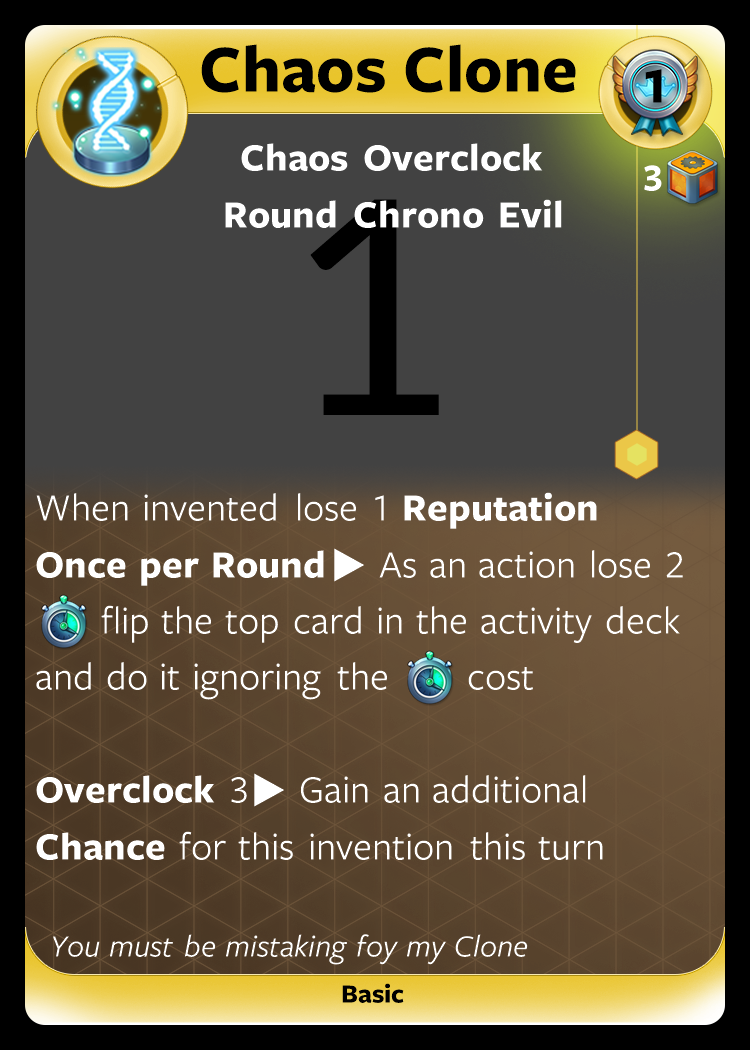 Chaos Clone
1
Chaos Overclock
3
Round Chrono Evil
1
When invented lose 1 Reputation
Once per Round▶ As an action lose 2
flip the top card in the activity deck
and do it ignoring the cost
Overclock 3▶ Gain an additional
Chance for this invention this turn
You must be mistaking foy my Clone
Basic